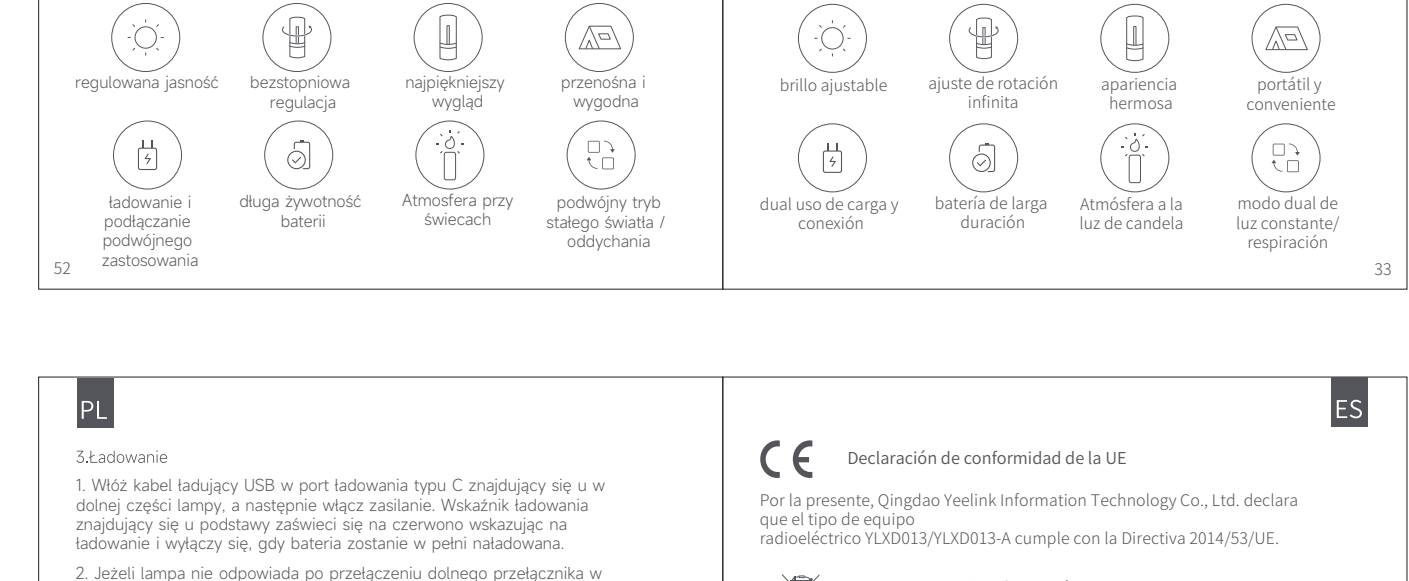 regulowana jasność
bezstopniowa
regulacja
najpiękniejszy
wygląd
przenośna i
wygodna
ładowanie i
podłączanie
podwójnego
zastosowania
długa żywotność
baterii
Atmosfera przy
świecach
podwójny tryb
stałego światła /
oddychania
52
brillo ajustable
ajuste de rotación
infinita
apariencia
hermosa
portátil y
conveniente
dual uso de carga y
conexión
batería de larga
duración
Atmósfera a la
luz de candela
modo dual de
luz constante/
respiración
33
PL
3.Ładowanie
1. Włóż kabel ładujący USB w port ładowania typu C znajdujący się u w
dolnej części lampy, a następnie włącz zasilanie. Wskaźnik ładowania
znajdujący się u podstawy zaświeci się na czerwono wskazując na
ładowanie i wyłączy się, gdy bateria zostanie w pełni naładowana.
2. Jeżeli lampa nie odpowiada po przełączeniu dolnego przełącznika w
ES
CE Declaración de conformidad de la UE
Por la presente, Qingdao Yeelink Information Technology Co., Ltd. declara
que el tipo de equipo
radioeléctrico YLXD013/YLXD013-A cumple con la Directiva 2014/53/UE.